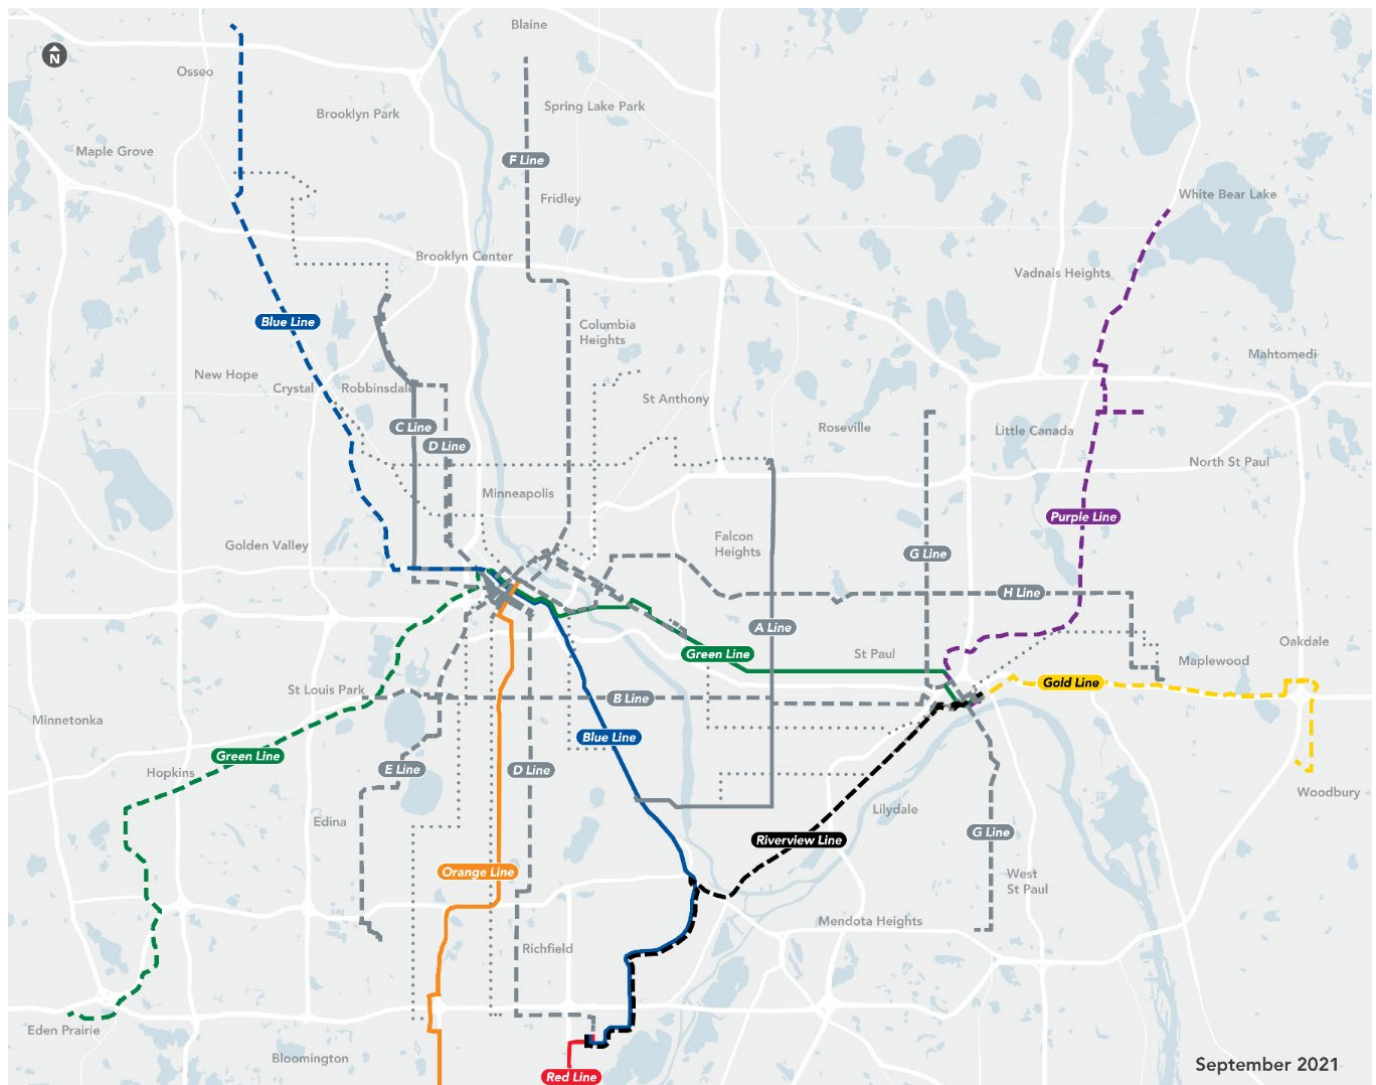 Blaine
N
Osseo
Spring Lake Park
Brooklyn Park
Maple Grove
F Line
White Bear Lake
Fridley
Brooklyn Center
Vadnais Heights
Blue Line
Columbia
Heights
Mahtomedi
New Hope
Crystal
Robbinsdale
St Anthony
C Line
Roseville
Little Canada
D Line
North St Paul
Minneapolis
Purple Line
Golden Valley
Falcon
Heights
G Line
H Line
A Line
Oakdale
Green Line
St Paul
Maplewood
Gold Line
St Louis Park
B Line
Minnetonka
Blue Line
Green Line
Hopkins
E Line
D Line
Woodbury
Lilydale
Edina
G Line
Riverview Line
Orange Line
West
St Paul
Mendota Heights
Richfield
Eden Prairie
Bloomington
September 2021
Red Line